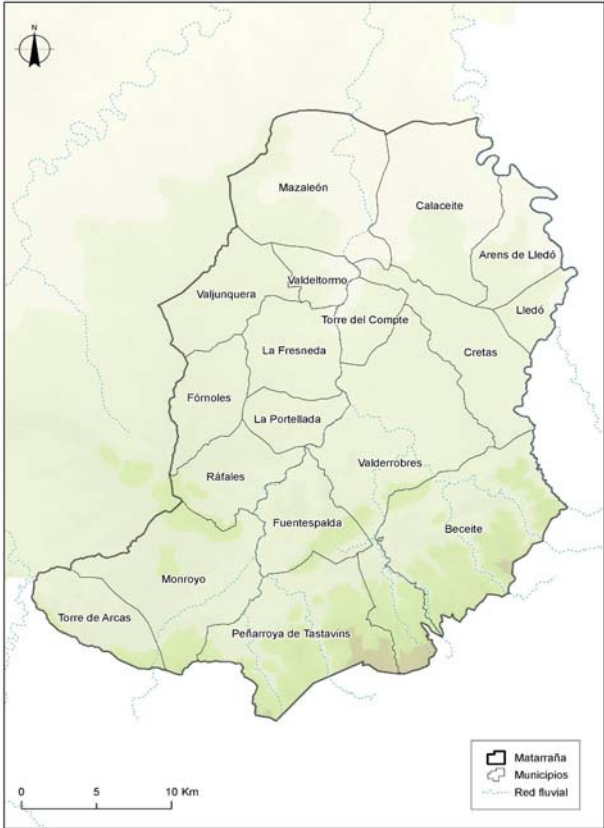 N
Mazaleón
Calaceite
Arens de Lledó
Valdeltormo
Valjunquera
Lledó
Torre del Compte
La Fresneda
Cretas
Fórnoles
La Portellada
Valderrobres
Ráfales
Fuentespalda
Beceite
Monroyo
Torre de Arcas
Peñarroya de Tastavins
Matarraña
Municipios
Red fluvial
0 5 10 Km